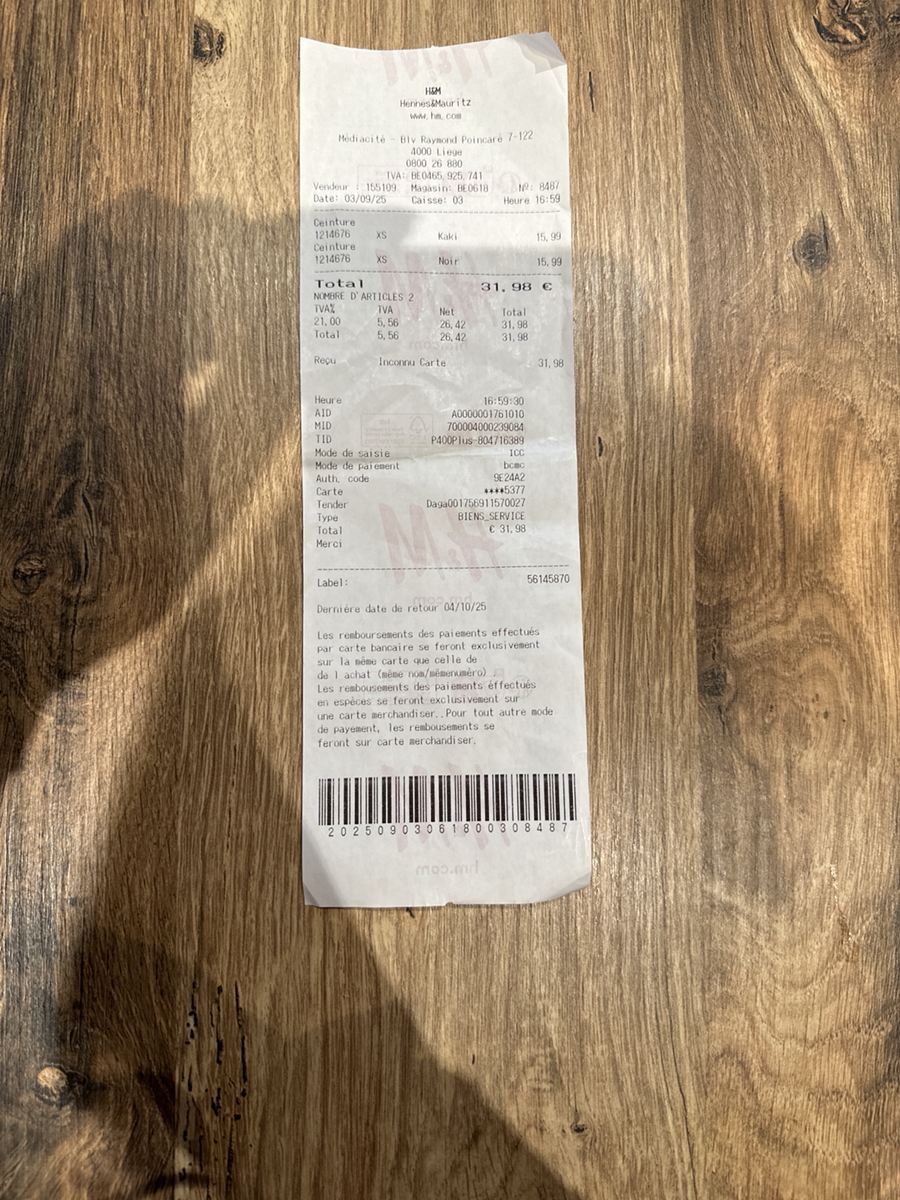 H&M
Hennes&Mauritz
www.hm.com
Médiacité - Blv Raymond Poincaré 7-122
4000 Liege
0800 26 880
TVA: BE0465,925,741
Vendeur : 155109 Magasin: BE0618 Nº: 8487
Date: 03/09/25 Caisse: 03 Heure 16:59
Ceinture
1214676 XS Kaki 15,99
Ceinture
1214676 XS Noir 15,99
Total 31,98 €
NOMBRE D'ARTICLES 2
TVA% TVA Net Total
21,00 5,56 26,42 31,98
Total 5,56 26,42 31,98
Reçu Inconnu Carte 31,98
Heure 16:59:30
AID A0000001761010
MID 700004000239084
TID P400Plus-804716389
Mode de saisie ICC
Mode de paiement bcmc
Auth. code 9E24A2
Carte ****5377
Tender Daga001756911570027
Type BIENS_SERVICE
Total € 31,98
Merci
Label: 56145870
Dernière date de retour 04/10/25
Les remboursements des paiements effectués
par carte bancaire se feront exclusivement
sur la même carte que celle de
de l achat (même nom/mêmenuméro) .
Les rembousements des paiements éffectués
en espèces se feront exclusivement sur
une carte merchandiser..Pour tout autre mode
de payement, les rembousements se
feront sur carte merchandiser.
2025090306180030848​7
hm.com